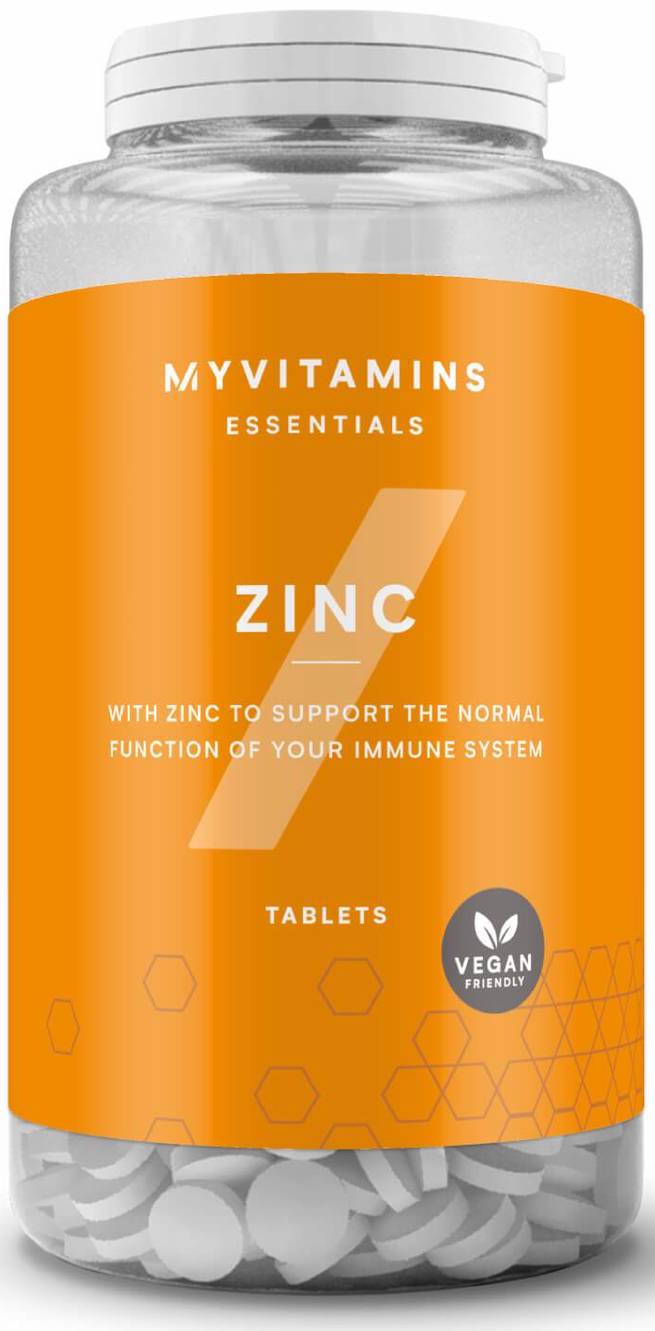 MYVITAMINS
ESSENTIALS
ZINC
WITH ZINC TO SUPPORT THE NORMAL
FUNCTION OF YOUR IMMUNE SYSTEM
TABLETS
VEGAN
FRIENDLY